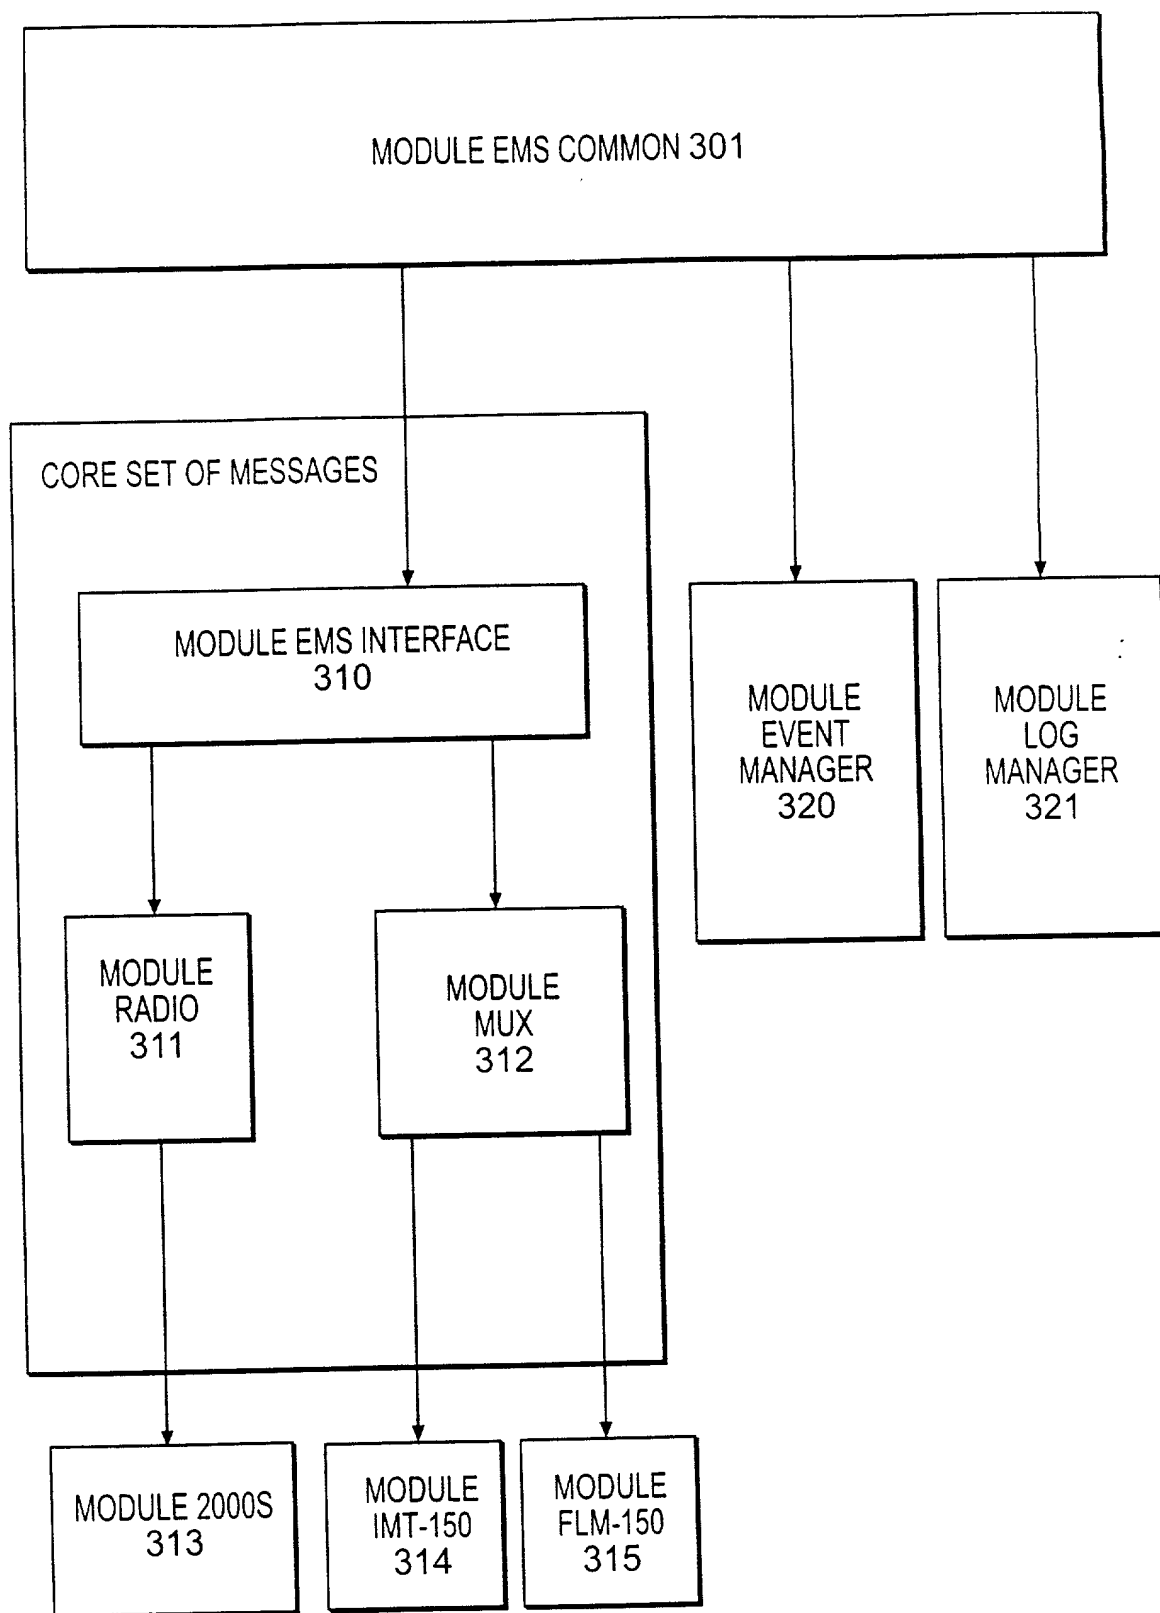 MODULE EMS COMMON 301
CORE SET OF MESSAGES
MODULE EMS INTERFACE
310
MODULE
EVENT
MANAGER
320
MODULE
LOG
MANAGER
321
MODULE
RADIO
311
MODULE
MUX
312
MODULE 2000S
313
MODULE
IMT-150
314
MODULE
FLM-150
315